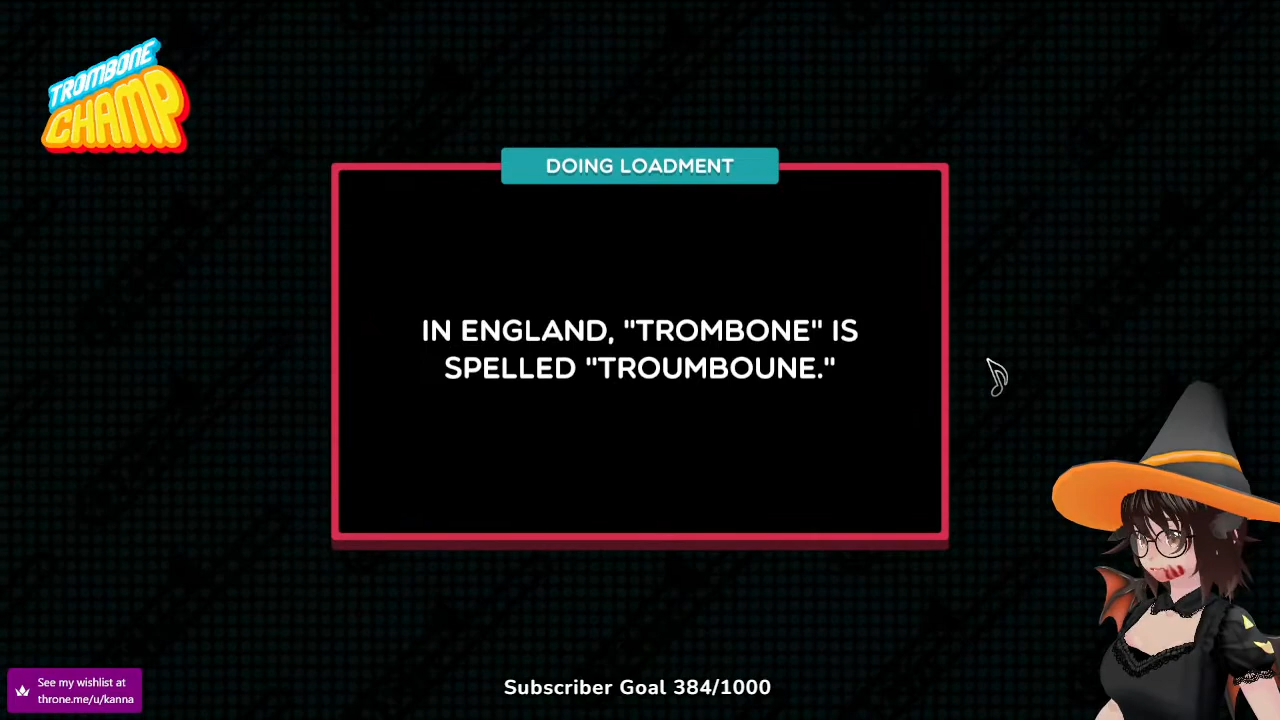 TROMBONE
CHAMP
DOING LOADMENT
IN ENGLAND, "TROMBONE" IS
SPELLED "TROUMBOUNE."
See my wishlist at
throne.me/u/kanna
Subscriber Goal 384/1000